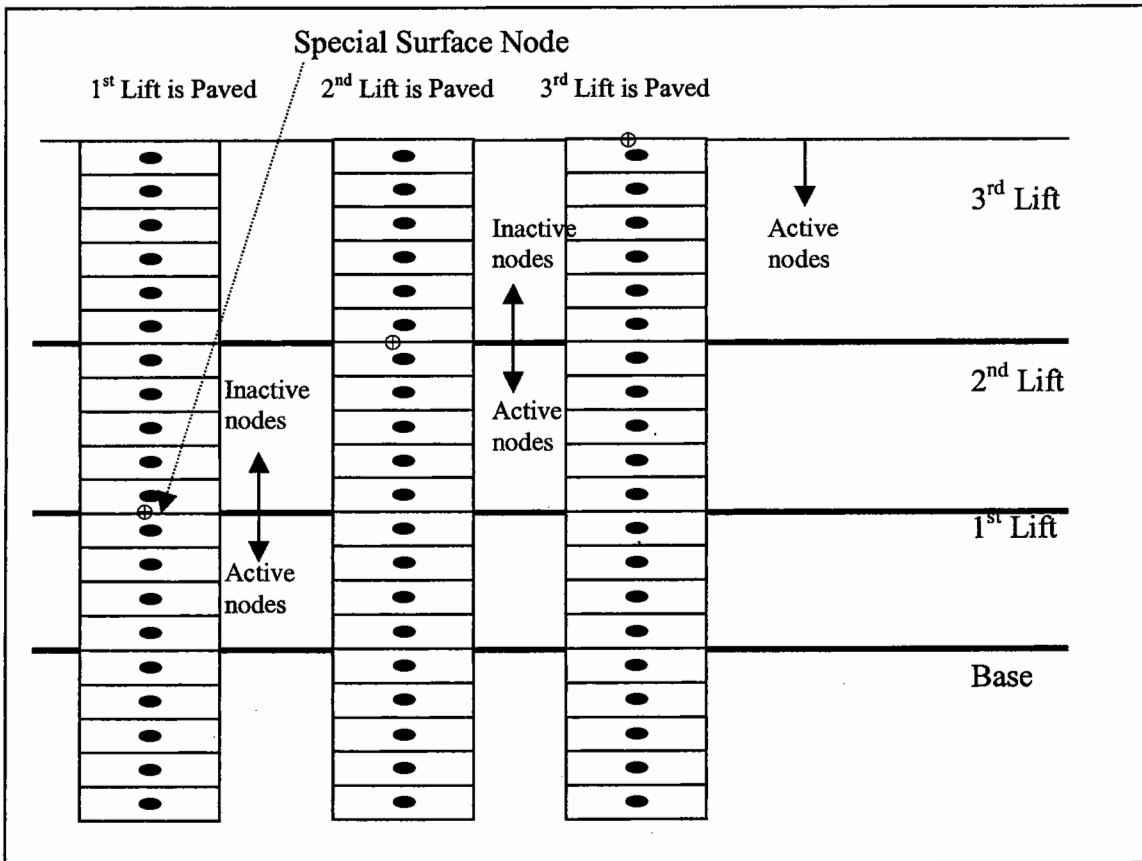 Special Surface Node
1st Lift is Paved
2nd Lift is Paved
3rd Lift is Paved
3rd Lift
Inactive
nodes
Active
nodes
2nd Lift
Inactive
nodes
Active
nodes
1st Lift
Active
nodes
Base